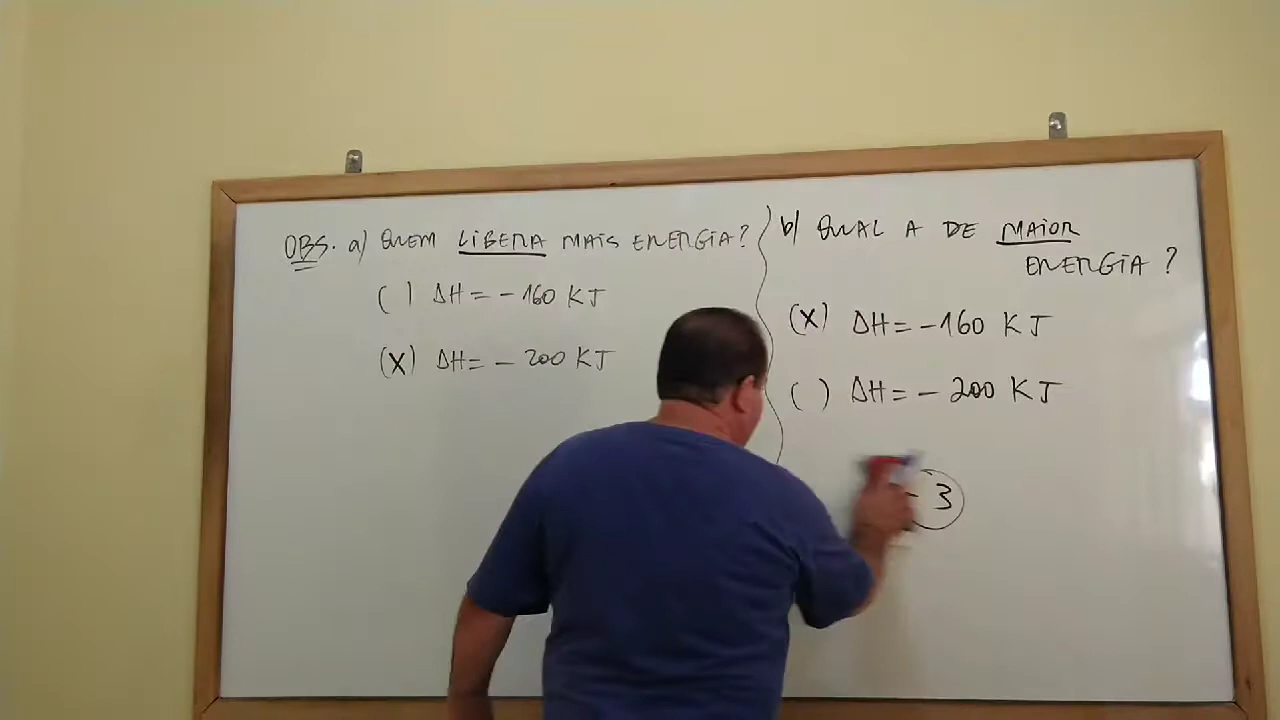 OBS. a) QUEM LIBERA MAIS ENERGIA?
( ) ΔH = -160 KJ
(X) ΔH = - 200 KJ
b) QUAL A DE MAIOR
ENERGIA ?
(X) ΔH = -160 KJ
( ) ΔH = - 200 KJ
- 3